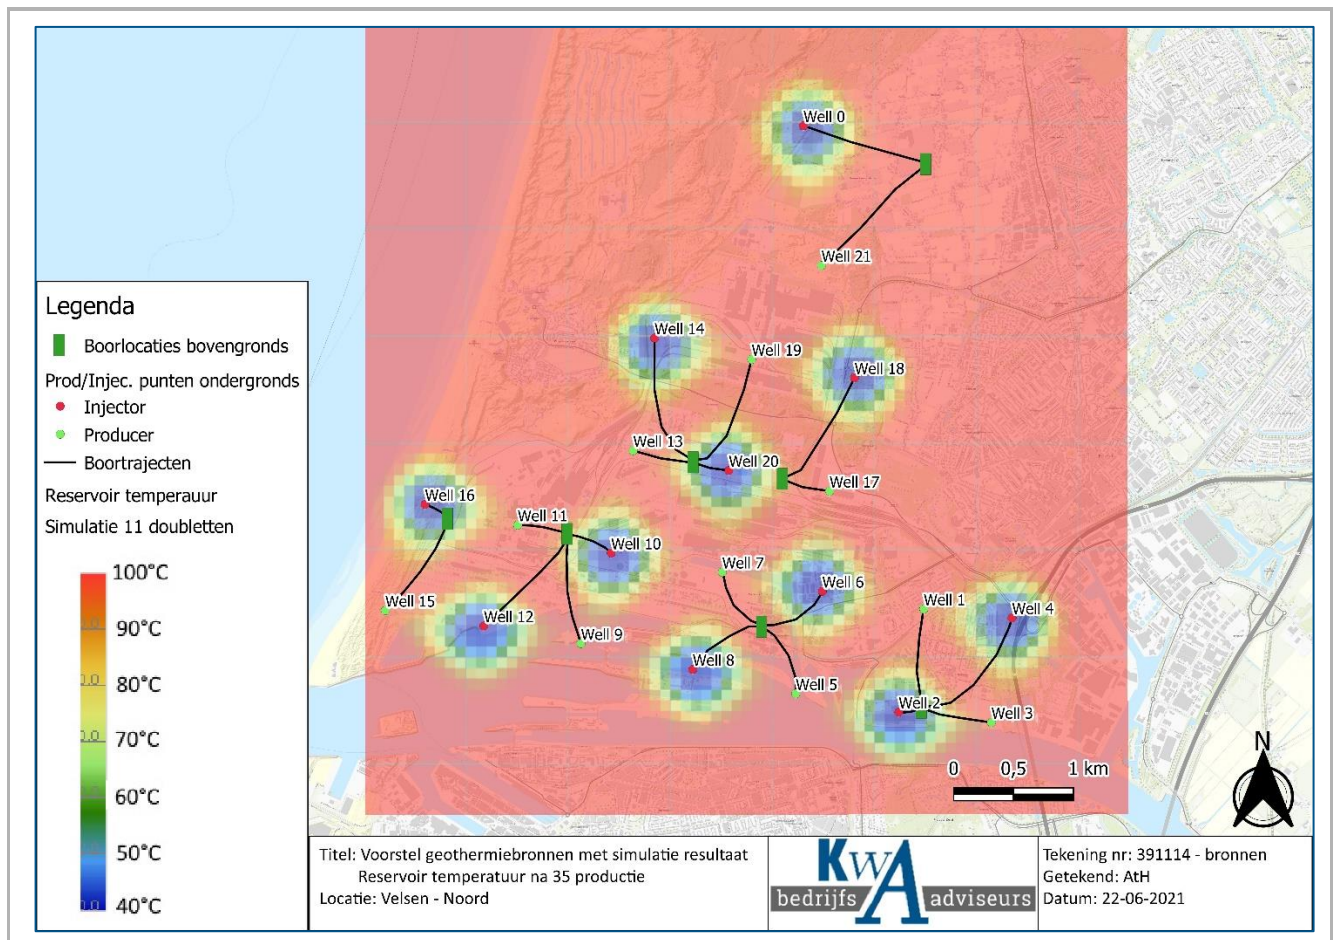 Well 0
Well 21
Well 14
Well 19
Well 18
Well 13
Well 20
Well 17
Well 16
Well 11
Well 10
Well 7
Well 6
Well 15
Well 12
Well 9
Well 1
Well 4
Well 8
Well 5
Well 2
Well 3
Legenda
Boorlocaties bovengronds
Prod/Injec. punten ondergronds
Injector
Producer
Boortrajecten
Reservoir temperauur
Simulatie 11 doubletten
100°C
90°C
80°C
70°C
60°C
50°C
40°C
0 0,5 1 km
N
Titel: Voorstel geothermiebronnen met simulatie resultaat
Reservoir temperatuur na 35 productie
Locatie: Velsen - Noord
KWA
bedrijfs adviseurs
Tekening nr: 391114 - bronnen
Getekend: AtH
Datum: 22-06-2021